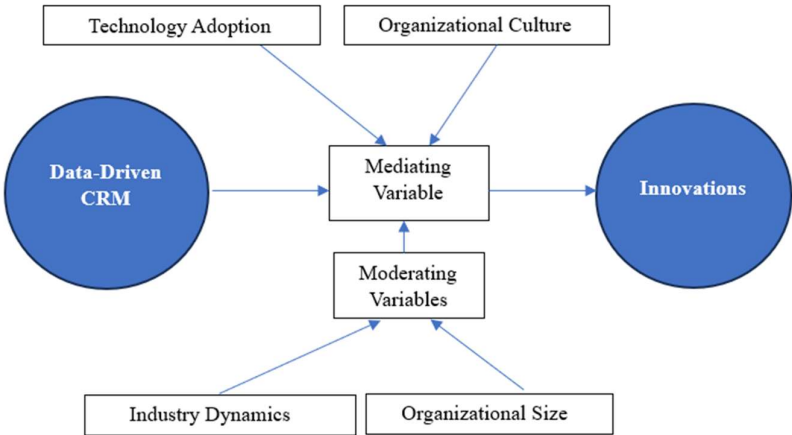 Technology Adoption
Organizational Culture
Data-Driven
CRM
Mediating
Variable
Innovations
Moderating
Variables
Industry Dynamics
Organizational Size